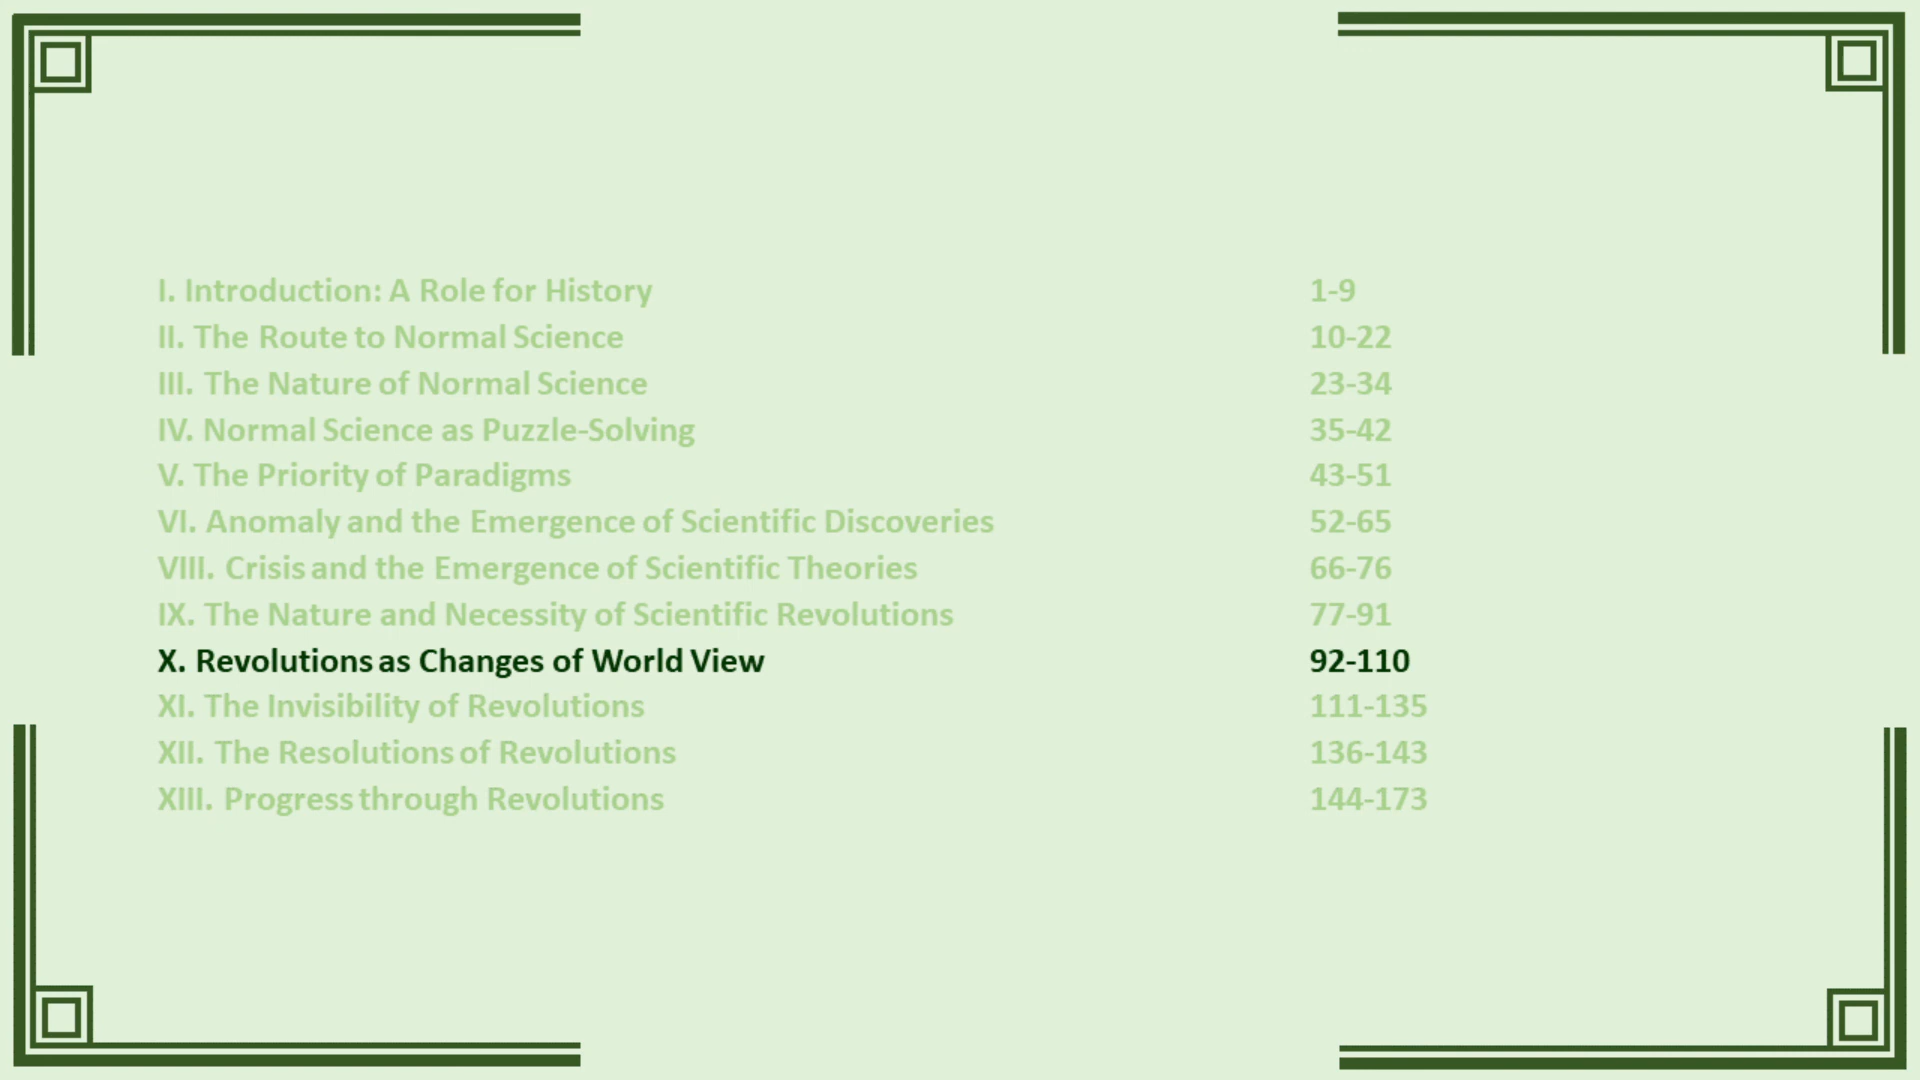 I. Introduction: A Role for History 1-9
II. The Route to Normal Science 10-22
III. The Nature of Normal Science 23-34
IV. Normal Science as Puzzle-Solving 35-42
V. The Priority of Paradigms 43-51
VI. Anomaly and the Emergence of Scientific Discoveries 52-65
VIII. Crisis and the Emergence of Scientific Theories 66-76
IX. The Nature and Necessity of Scientific Revolutions 77-91
X. Revolutions as Changes of World View 92-110
XI. The Invisibility of Revolutions 111-135
XII. The Resolutions of Revolutions 136-143
XIII. Progress through Revolutions 144-173